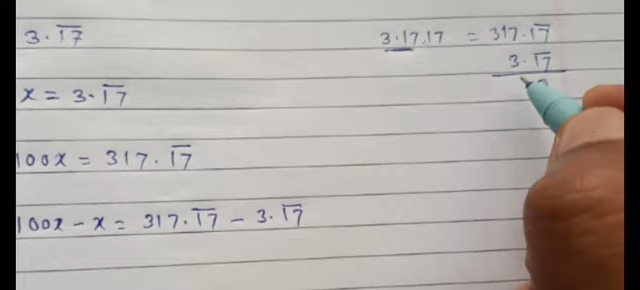 3.1̅7̅
x = 3.1̅7̅
100x = 317.1̅7̅
100x - x = 317.1̅7̅ - 3.1̅7̅
3.17.17 = 317.1̅7̅
3.1̅7̅